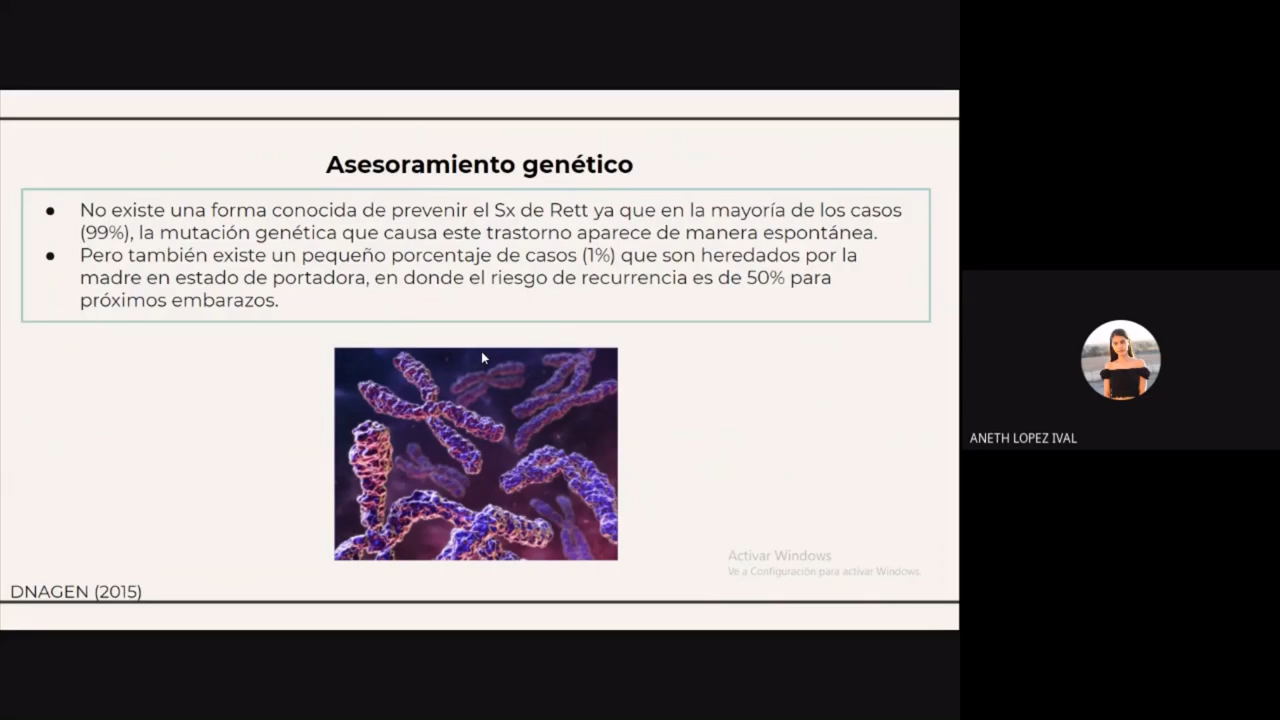 Asesoramiento genético
● No existe una forma conocida de prevenir el Sx de Rett ya que en la mayoría de los casos
(99%), la mutación genética que causa este trastorno aparece de manera espontánea.
● Pero también existe un pequeño porcentaje de casos (1%) que son heredados por la
madre en estado de portadora, en donde el riesgo de recurrencia es de 50% para
próximos embarazos.
Activar Windows
Ve a Configuración para activar Windows.
DNAGEN (2015)
ANETH LOPEZ IVAL